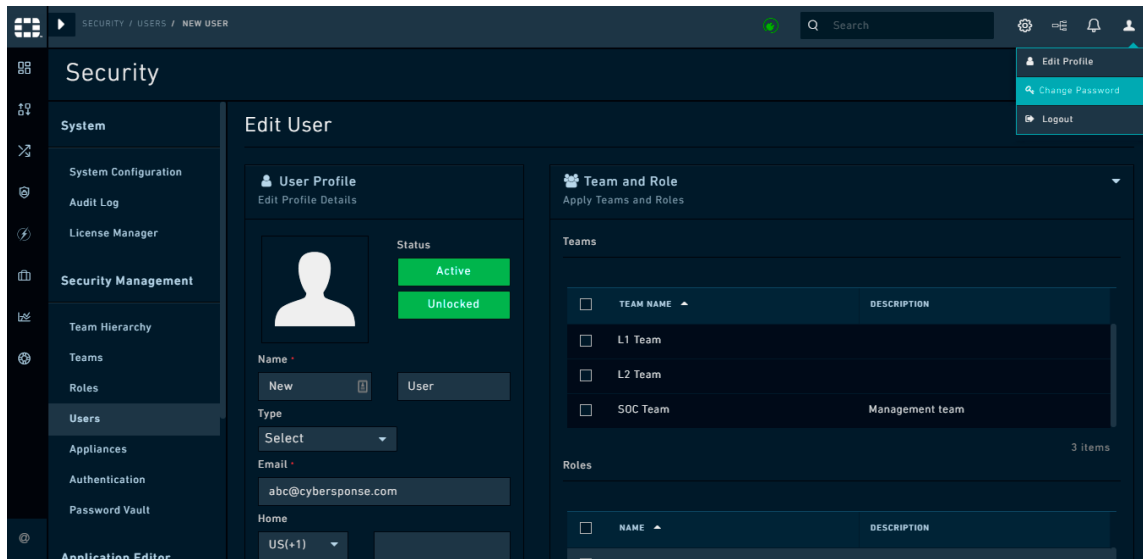 SECURITY / USERS / NEW USER
Search
Edit Profile
Change Password
Logout
Security
System
System Configuration
Audit Log
License Manager
Security Management
Team Hierarchy
Teams
Roles
Users
Appliances
Authentication
Password Vault
Application Editor
@
Edit User
User Profile
Edit Profile Details
Status
Active
Unlocked
Name *
New
User
Type
Select
Email *
abc@cybersponse.com
Home
US(+1)
Team and Role
Apply Teams and Roles
Teams
TEAM NAME DESCRIPTION
L1 Team
L2 Team
SOC Team Management team
3 items
Roles
NAME DESCRIPTION